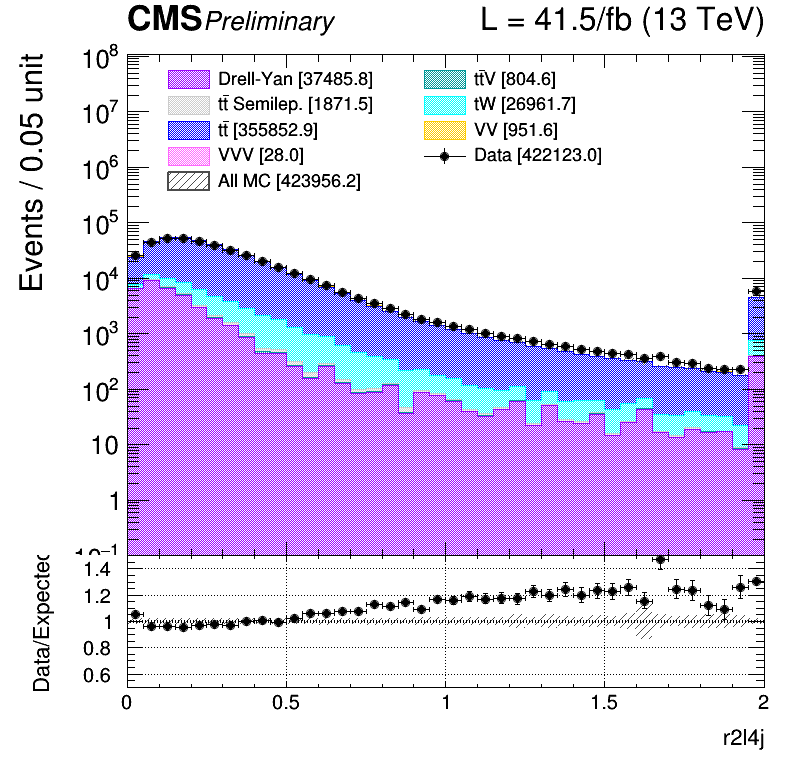 CMS Preliminary L = 41.5/fb (13 TeV)
Events / 0.05 unit
10⁸
10⁷
10⁶
10⁵
10⁴
10³
10²
10
1
10⁻¹
Drell-Yan [37485.8]
tt̄ Semilep. [1871.5]
tt̄ [355852.9]
VVV [28.0]
All MC [423956.2]
tt̄V [804.6]
tW [26961.7]
VV [951.6]
Data [422123.0]
Data/Expected
1.4
1.2
1
0.8
0.6
0 0.5 1 1.5 2
r2l4j